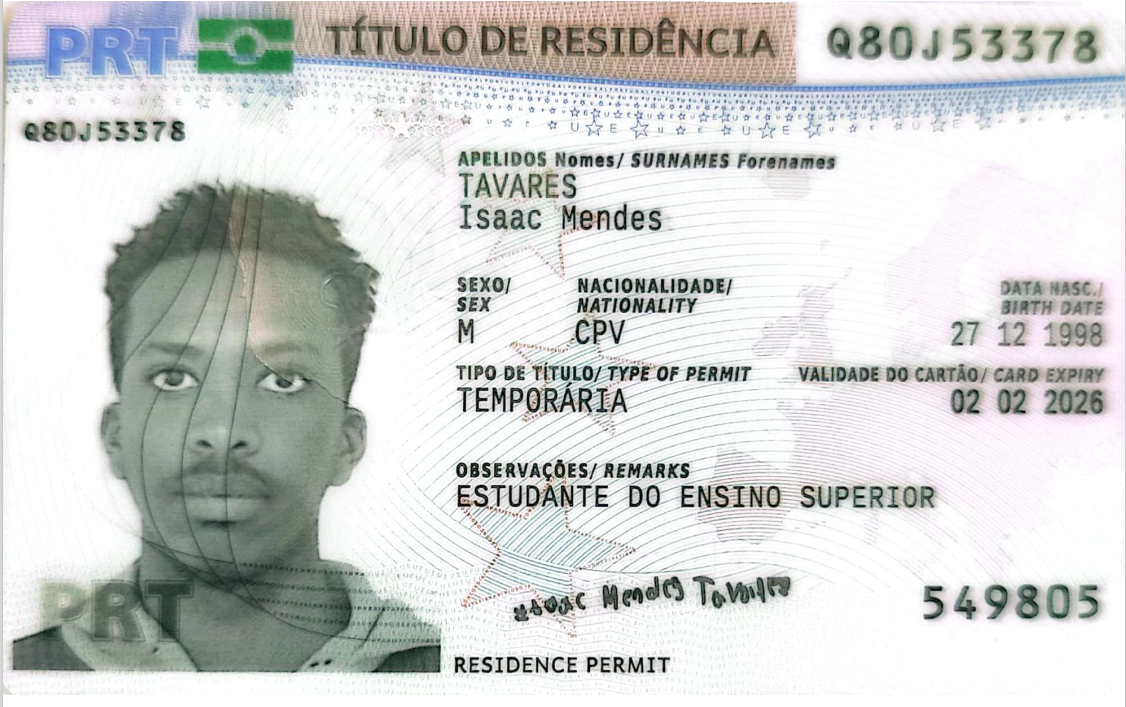 PRT TÍTULO DE RESIDÊNCIA Q80J53378
Q80J53378
APELIDOS Nomes/ SURNAMES Forenames
TAVARES
Isaac Mendes
SEXO/ SEX
M
NACIONALIDADE/ NATIONALITY
CPV
DATA NASC./ BIRTH DATE
27 12 1998
TIPO DE TÍTULO/ TYPE OF PERMIT
TEMPORÁRIA
VALIDADE DO CARTÃO/ CARD EXPIRY
02 02 2026
OBSERVAÇÕES/ REMARKS
ESTUDANTE DO ENSINO SUPERIOR
Isaac Mendes Tavares
549805
PRT
RESIDENCE PERMIT